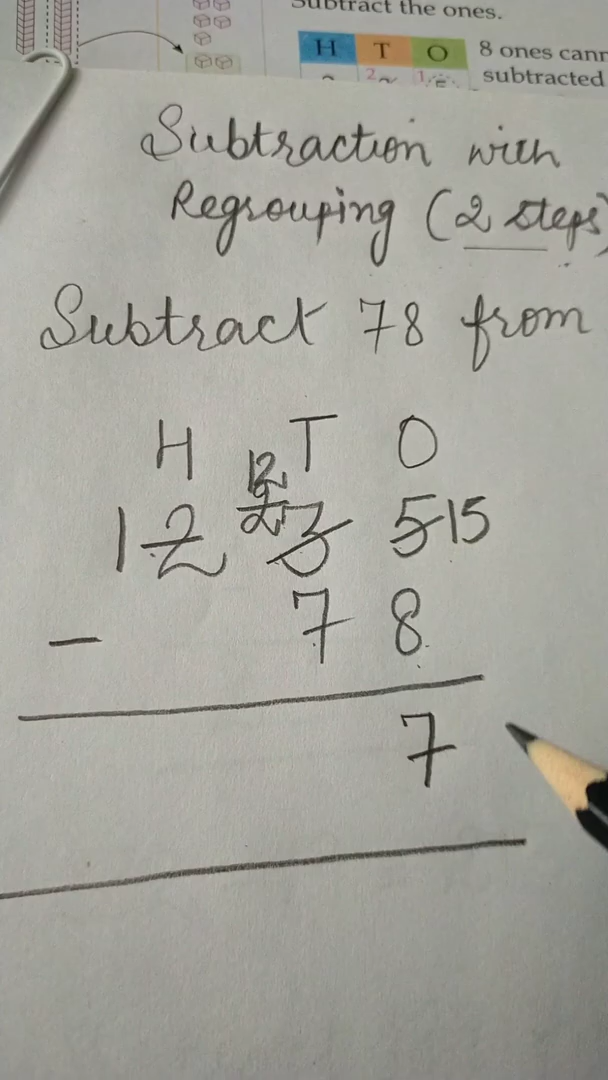 Subtract the ones.
H T O 8 ones cann
subtracted
Subtraction with
Regrouping (2 steps)
Subtract 78 from
H T O
12
2
1 2 3 5 15
- 7 8
7